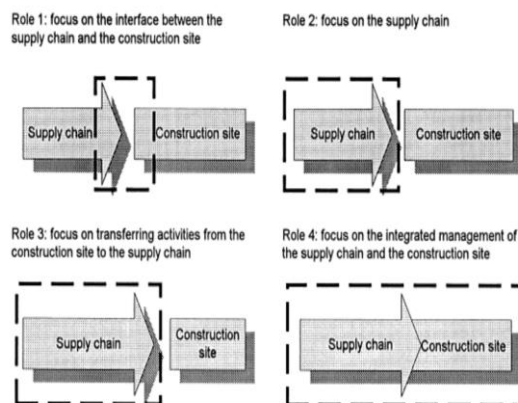 Role 1: focus on the interface between the
supply chain and the construction site
Supply chain
Construction site
Role 2: focus on the supply chain
Supply chain
Construction site
Role 3: focus on transferring activities from the
construction site to the supply chain
Supply chain
Construction
site
Role 4: focus on the integrated management of
the supply chain and the construction site
Supply chain
Construction site